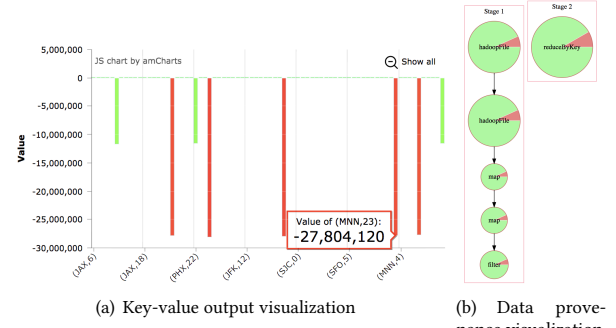 Stage 1
Stage 2
hadoopFile
reduceByKey
hadoopFile
map
map
filter
5,000,000
JS chart by amCharts
Show all
0
-5,000,000
-10,000,000
-15,000,000
-20,000,000
-25,000,000
-30,000,000
Value
Value of (MNN,23):
-27,804,120
(JAX,6)
(JAX,18)
(PHX,22)
(JFK,12)
(SJC,0)
(SFO,5)
(MNN,4)
(a) Key-value output visualization
(b) Data prove-
nance visualization